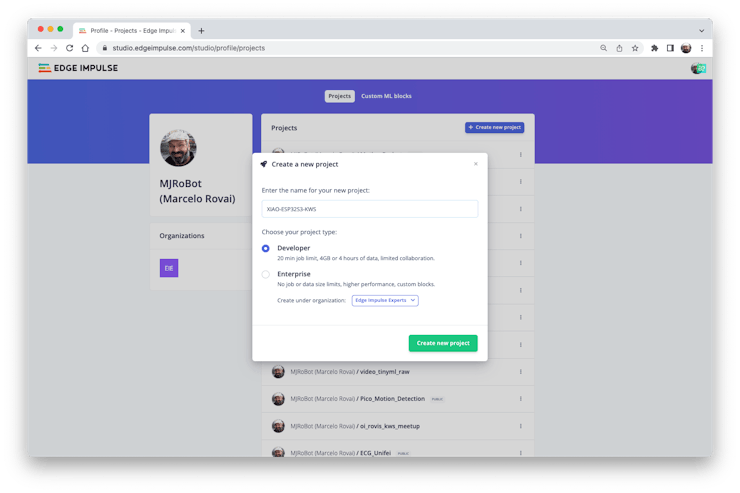 Profile - Projects - Edge Impuls
studio.edgeimpulse.com/studio/profile/projects
EDGE IMPULSE
Projects
Custom ML blocks
MJRoBot
(Marcelo Rovai)
Organizations
EIE
Projects
+ Create new project
Create a new project
Enter the name for your new project:
XIAO-ESP32S3-KWS
Choose your project type:
Developer
20 min job limit, 4GB or 4 hours of data, limited collaboration.
Enterprise
No job or data size limits, higher performance, custom blocks.
Create under organization: Edge Impulse Experts
Create new project
MJRoBot (Marcelo Rovai) / video_tinyml_raw
MJRoBot (Marcelo Rovai) / Pico_Motion_Detection PUBLIC
MJRoBot (Marcelo Rovai) / oi_rovis_kws_meetup
MJRoBot (Marcelo Rovai) / ECG_Unifei PUBLIC